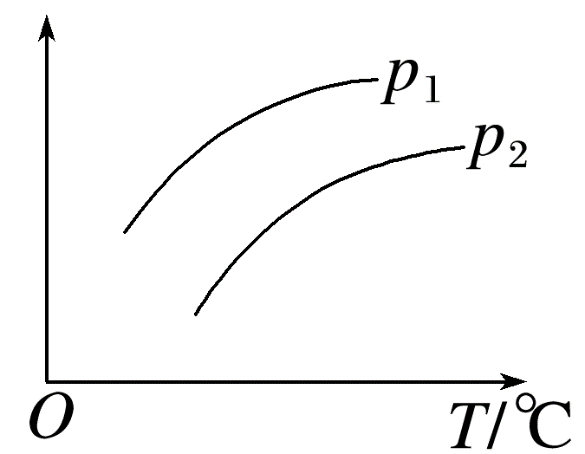 p₁
p₂
O
T/℃